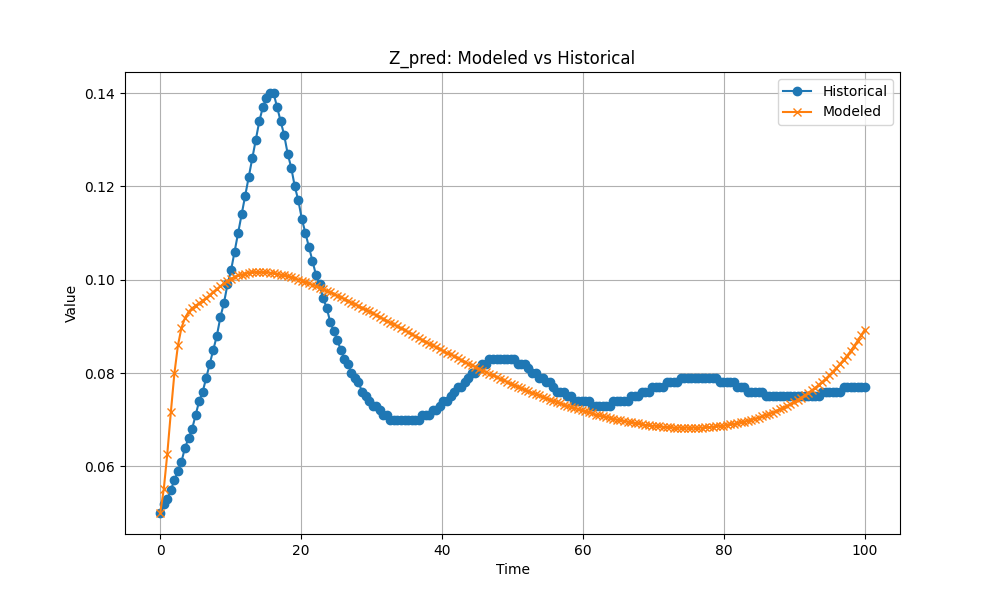 Z_pred: Modeled vs Historical
Historical
Modeled
Value
0.14
0.12
0.10
0.08
0.06
0
20
40
60
80
100
Time